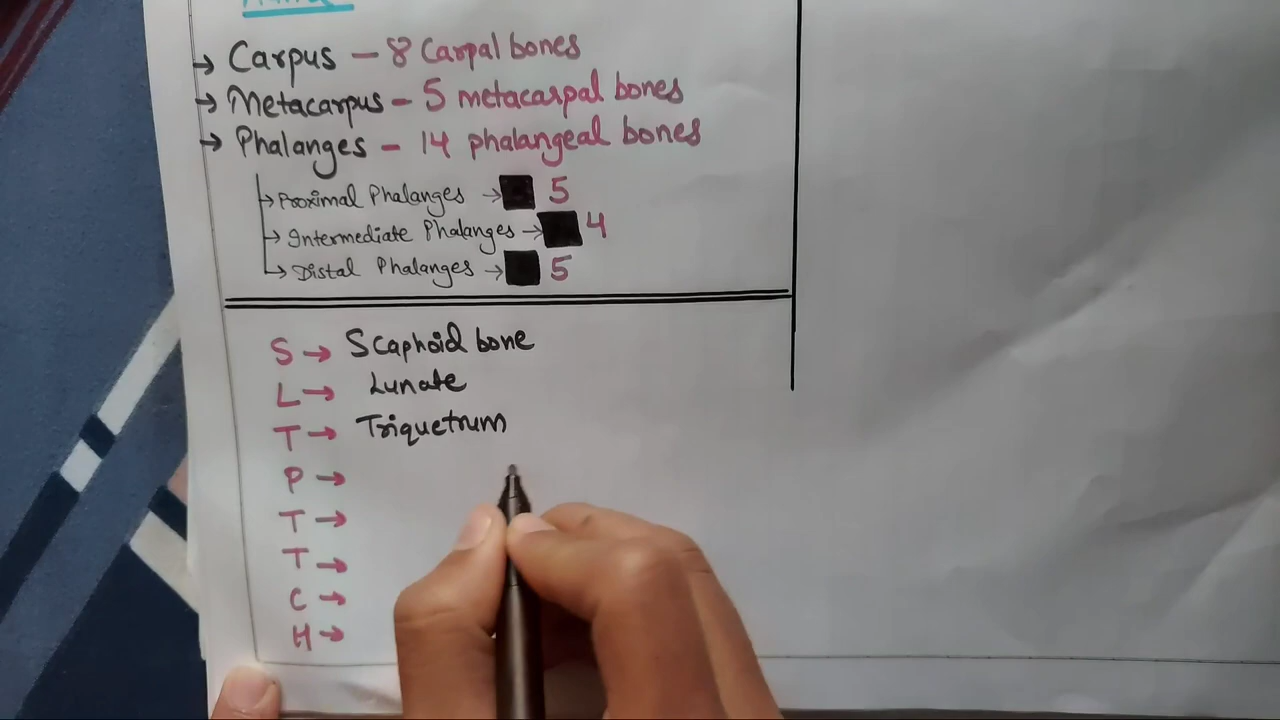 → Carpus – 8 Carpal bones
→ Metacarpus – 5 metacarpal bones
→ Phalanges – 14 phalangeal bones
→ Proximal Phalanges → 5
→ Intermediate Phalanges → 4
→ Distal Phalanges → 5
S → Scaphoid bone
L → Lunate
T → Triquetrum
P →
T →
T →
C →
H →